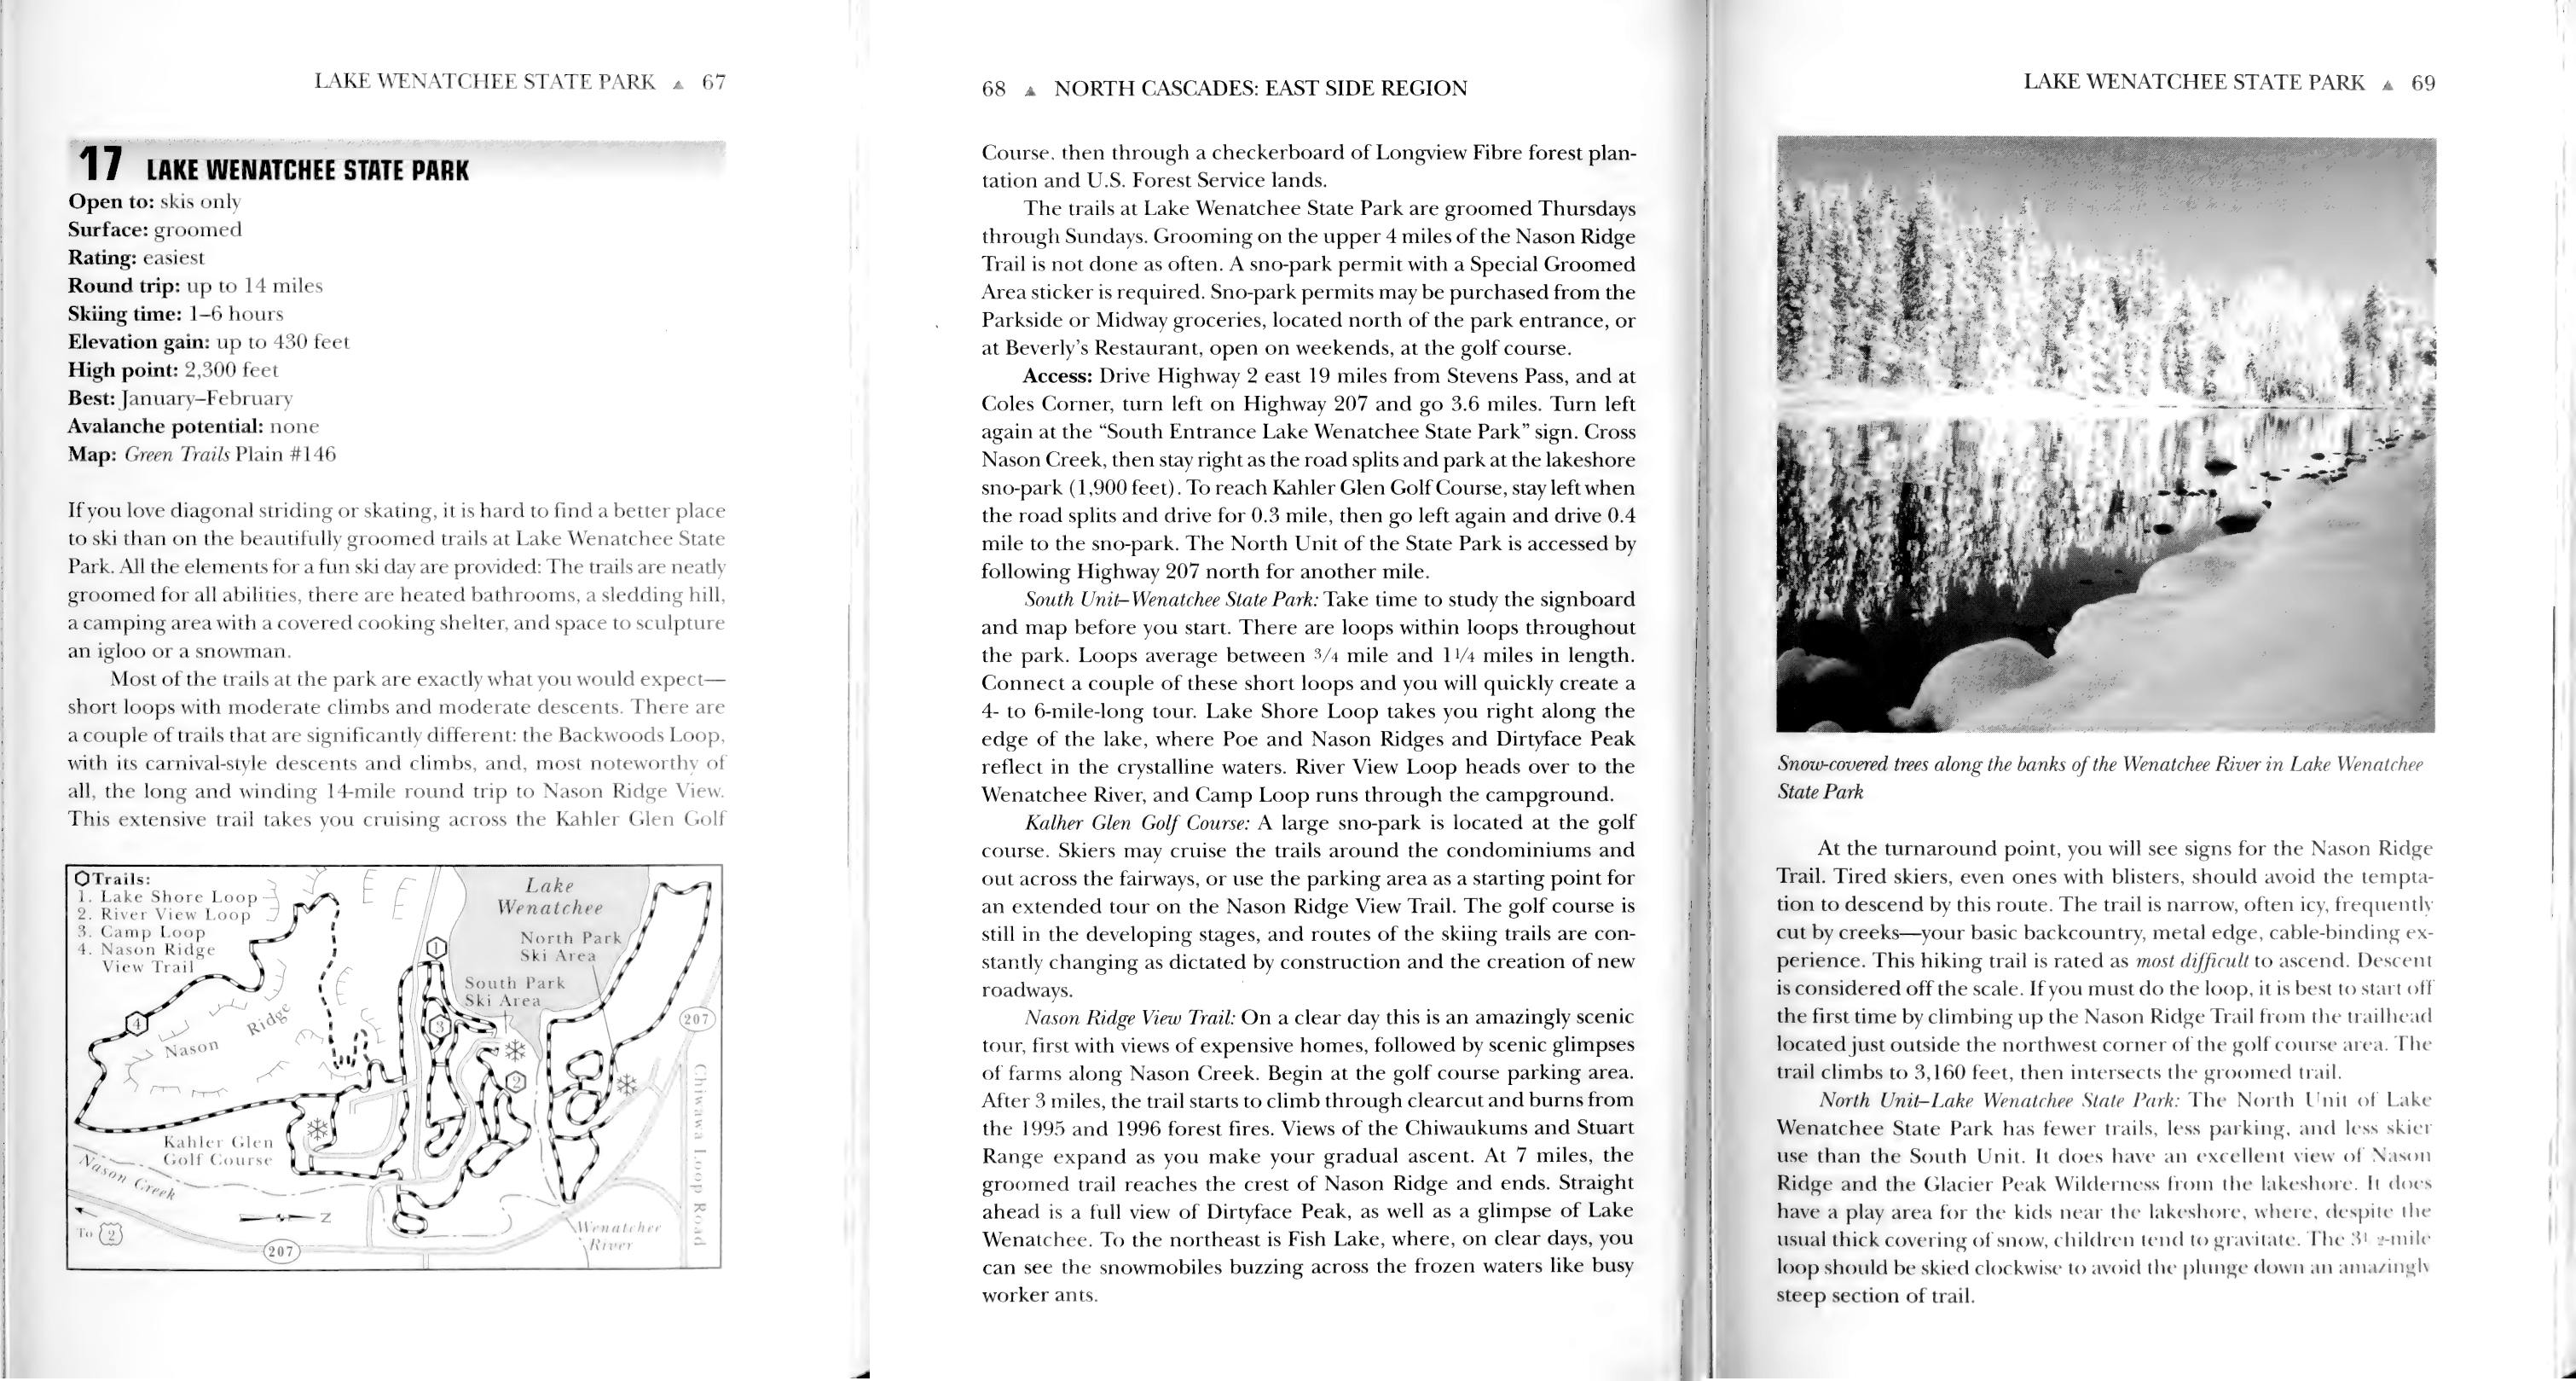 LAKE WENATCHEE STATE PARK ▲ 67
17 LAKE WENATCHEE STATE PARK
Open to: skis only
Surface: groomed
Rating: easiest
Round trip: up to 14 miles
Skiing time: 1–6 hours
Elevation gain: up to 430 feet
High point: 2,300 feet
Best: January–February
Avalanche potential: none
Map: Green Trails Plain #146
If you love diagonal striding or skating, it is hard to find a better place
to ski than on the beautifully groomed trails at Lake Wenatchee State
Park. All the elements for a fun ski day are provided: The trails are neatly
groomed for all abilities, there are heated bathrooms, a sledding hill,
a camping area with a covered cooking shelter, and space to sculpture
an igloo or a snowman.
Most of the trails at the park are exactly what you would expect—
short loops with moderate climbs and moderate descents. There are
a couple of trails that are significantly different: the Backwoods Loop,
with its carnival-style descents and climbs, and, most noteworthy of
all, the long and winding 14-mile round trip to Nason Ridge View.
This extensive trail takes you cruising across the Kahler Glen Golf
Trails:
1. Lake Shore Loop
2. River View Loop
3. Camp Loop
4. Nason Ridge
View Trail
Lake
Wenatchee
North Park
Ski Area
South Park
Ski Area
1
3
2
4
Nason Ridge
207
Chiwawa Loop Road
Kahler Glen
Golf Course
Nason Creek
Z
To 2
207
Wenatchee
River
68 ▲ NORTH CASCADES: EAST SIDE REGION
Course. then through a checkerboard of Longview Fibre forest plan-
tation and U.S. Forest Service lands.
The trails at Lake Wenatchee State Park are groomed Thursdays
through Sundays. Grooming on the upper 4 miles of the Nason Ridge
Trail is not done as often. A sno-park permit with a Special Groomed
Area sticker is required. Sno-park permits may be purchased from the
Parkside or Midway groceries, located north of the park entrance, or
at Beverly's Restaurant, open on weekends, at the golf course.
Access: Drive Highway 2 east 19 miles from Stevens Pass, and at
Coles Corner, turn left on Highway 207 and go 3.6 miles. Turn left
again at the “South Entrance Lake Wenatchee State Park” sign. Cross
Nason Creek, then stay right as the road splits and park at the lakeshore
sno-park (1,900 feet). To reach Kahler Glen Golf Course, stay left when
the road splits and drive for 0.3 mile, then go left again and drive 0.4
mile to the sno-park. The North Unit of the State Park is accessed by
following Highway 207 north for another mile.
South Unit–Wenatchee State Park: Take time to study the signboard
and map before you start. There are loops within loops throughout
the park. Loops average between 3/4 mile and 1 1/4 miles in length.
Connect a couple of these short loops and you will quickly create a
4- to 6-mile-long tour. Lake Shore Loop takes you right along the
edge of the lake, where Poe and Nason Ridges and Dirtyface Peak
reflect in the crystalline waters. River View Loop heads over to the
Wenatchee River, and Camp Loop runs through the campground.
Kalher Glen Golf Course: A large sno-park is located at the golf
course. Skiers may cruise the trails around the condominiums and
out across the fairways, or use the parking area as a starting point for
an extended tour on the Nason Ridge View Trail. The golf course is
still in the developing stages, and routes of the skiing trails are con-
stantly changing as dictated by construction and the creation of new
roadways.
Nason Ridge View Trail: On a clear day this is an amazingly scenic
tour, first with views of expensive homes, followed by scenic glimpses
of farms along Nason Creek. Begin at the golf course parking area.
After 3 miles, the trail starts to climb through clearcut and burns from
the 1995 and 1996 forest fires. Views of the Chiwaukums and Stuart
Range expand as you make your gradual ascent. At 7 miles, the
groomed trail reaches the crest of Nason Ridge and ends. Straight
ahead is a full view of Dirtyface Peak, as well as a glimpse of Lake
Wenatchee. To the northeast is Fish Lake, where, on clear days, you
can see the snowmobiles buzzing across the frozen waters like busy
worker ants.
LAKE WENATCHEE STATE PARK ▲ 69
Snow-covered trees along the banks of the Wenatchee River in Lake Wenatchee
State Park
At the turnaround point, you will see signs for the Nason Ridge
Trail. Tired skiers, even ones with blisters, should avoid the tempta-
tion to descend by this route. The trail is narrow, often icy, frequently
cut by creeks—your basic backcountry, metal edge, cable-binding ex-
perience. This hiking trail is rated as most difficult to ascend. Descent
is considered off the scale. If you must do the loop, it is best to start off
the first time by climbing up the Nason Ridge Trail from the trailhead
located just outside the northwest corner of the golf course area. The
trail climbs to 3,160 feet, then intersects the groomed trail.
North Unit–Lake Wenatchee State Park: The North Unit of Lake
Wenatchee State Park has fewer trails, less parking, and less skier
use than the South Unit. It does have an excellent view of Nason
Ridge and the Glacier Peak Wilderness from the lakeshore. It does
have a play area for the kids near the lakeshore, where, despite the
usual thick covering of snow, children tend to gravitate. The 3 1/2-mile
loop should be skied clockwise to avoid the plunge down an amazingly
steep section of trail.